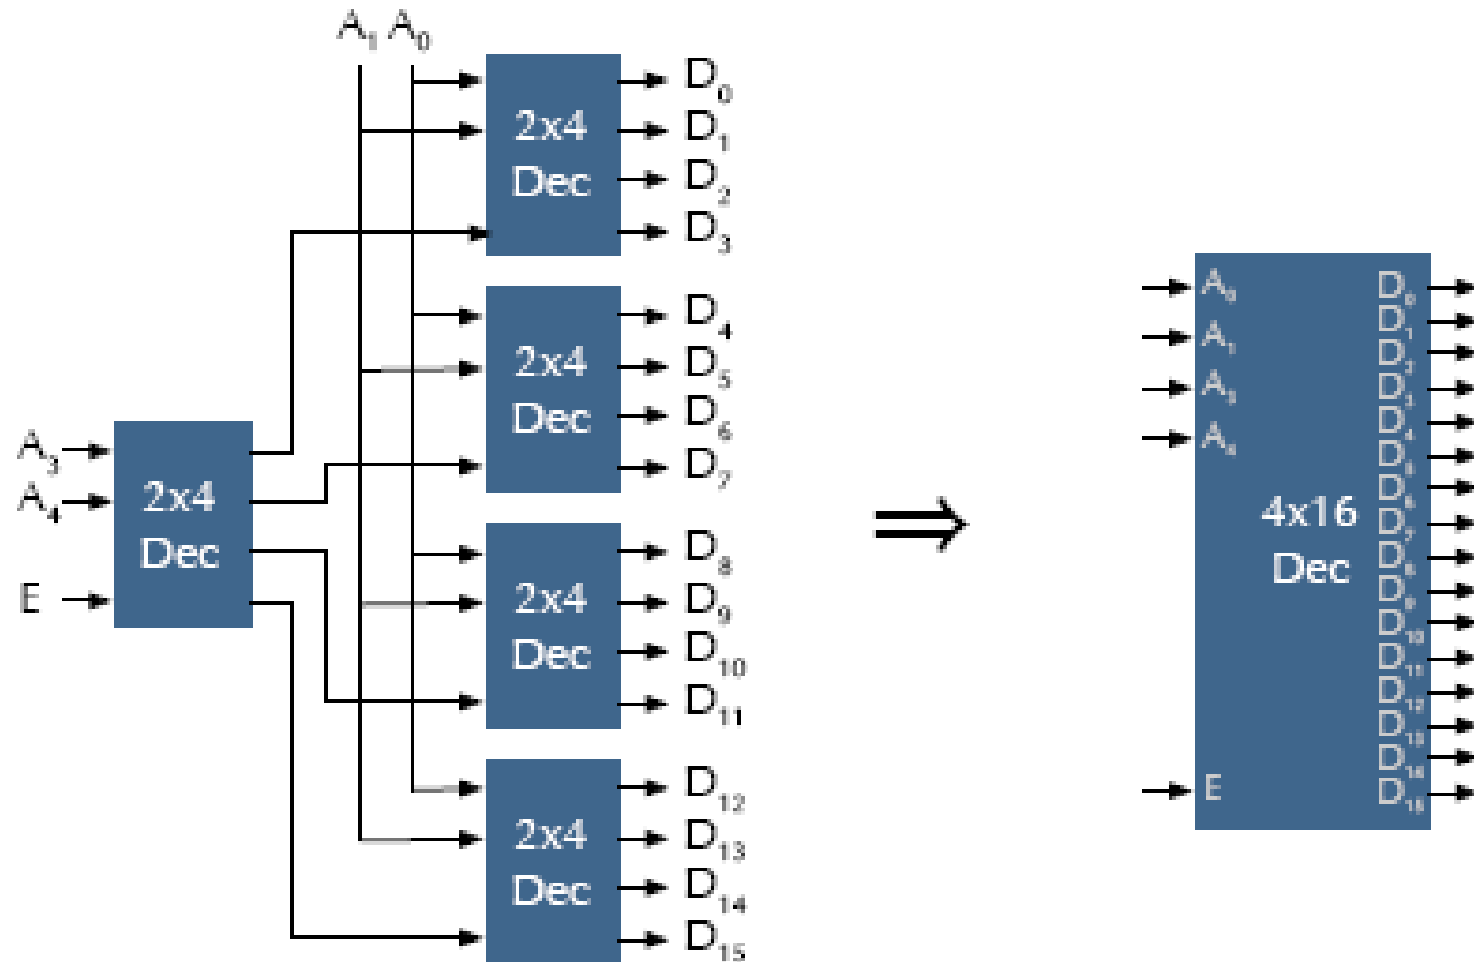 A₁ A₀
2x4
Dec
D₀
D₁
D₂
D₃
2x4
Dec
D₄
D₅
D₆
D₇
A₃
A₄
E
2x4
Dec
2x4
Dec
D₈
D₉
D₁₀
D₁₁
2x4
Dec
D₁₂
D₁₃
D₁₄
D₁₅
A₀
A₁
A₃
E
4x16
Dec
D₀
D₁
D₂
D₃
D₄
D₅
D₆
D₇
D₈
D₉
D₁₀
D₁₁
D₁₂
D₁₃
D₁₄
D₁₅